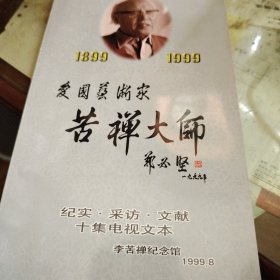 1899 1999
爱国艺术家
苦禅大师
郑必坚
一九九九年
纪实·采访·文献
十集电视文本
李苦禅纪念馆
1999.8